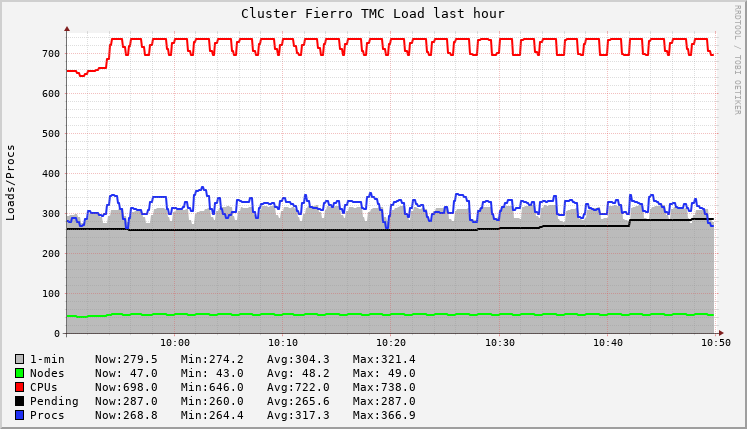 Cluster Fierro TMC Load last hour
RRDTOOL / TOBI OETIKER
Loads/Procs
700
600
500
400
300
200
100
0
10:00 10:10 10:20 10:30 10:40 10:50
1-min Now:279.5 Min:274.2 Avg:304.3 Max:321.4
Nodes Now: 47.0 Min: 43.0 Avg: 48.2 Max: 49.0
CPUs Now:698.0 Min:646.0 Avg:722.0 Max:738.0
Pending Now:287.0 Min:260.0 Avg:265.6 Max:287.0
Procs Now:268.8 Min:264.4 Avg:317.3 Max:366.9